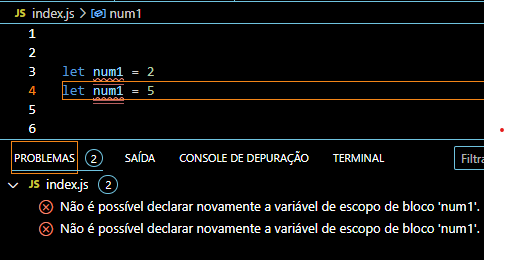 JS index.js > num1
1
2
3 let num1 = 2
4 let num1 = 5
5
6
PROBLEMAS 2 SAÍDA CONSOLE DE DEPURAÇÃO TERMINAL Filtra
JS index.js 2
Não é possível declarar novamente a variável de escopo de bloco 'num1'.
Não é possível declarar novamente a variável de escopo de bloco 'num1'.